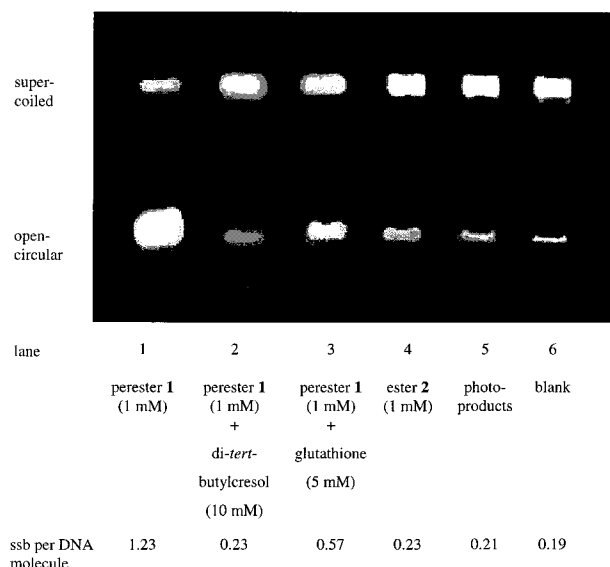 super-
coiled
open-
circular
lane 1 2 3 4 5 6
perester 1 perester 1 perester 1 ester 2 photo- blank
(1 mM) (1 mM) (1 mM) (1 mM) products
+ +
di-tert- glutathione
butylcresol (5 mM)
(10 mM)
ssb per DNA 1.23 0.23 0.57 0.23 0.21 0.19
molecule